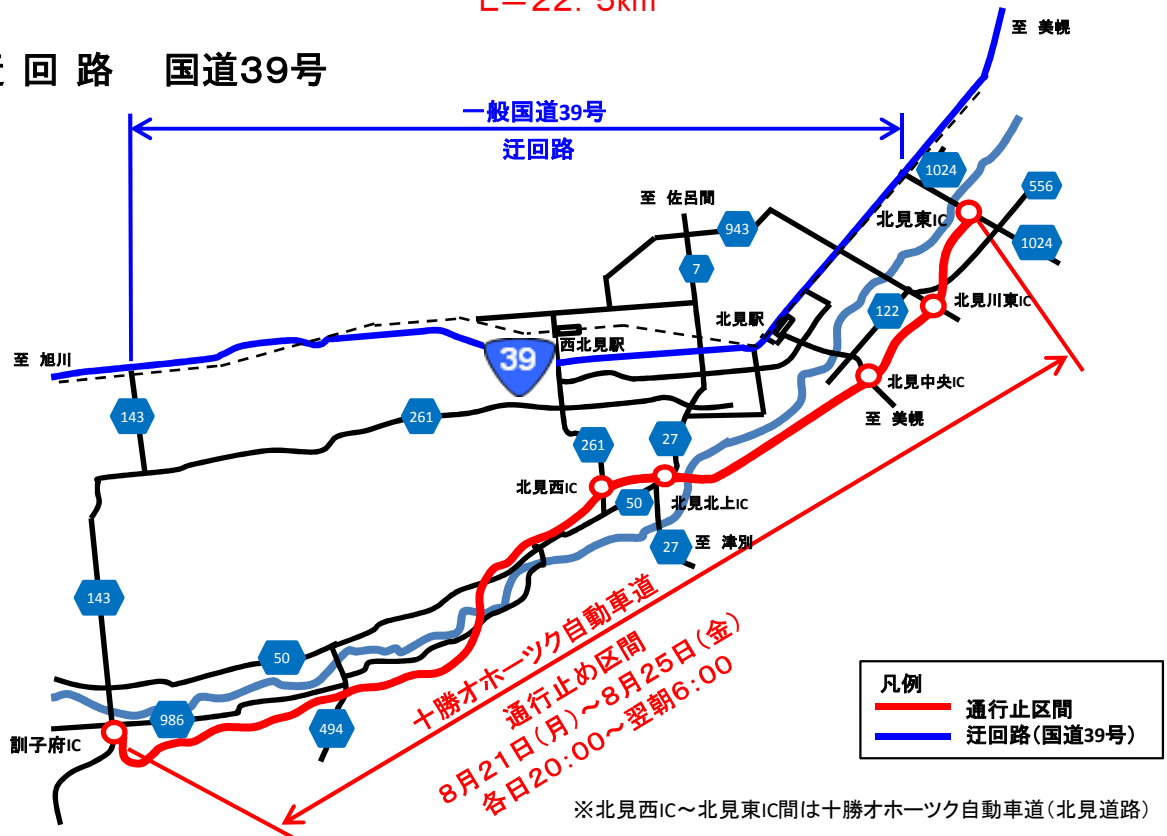 L=22.5km
迂回路 国道39号
至 美幌
一般国道39号
迂回路
1024
556
至 佐呂間
北見東IC
943
1024
7
北見川東IC
122
北見駅
西北見駅
至 旭川
39
北見中央IC
143
261
至 美幌
261
27
北見西IC
50
北見北上IC
27
至 津別
143
50
十勝オホーツク自動車道
通行止め区間
8月21日(月)~8月25日(金)
各日20:00~翌朝6:00
986
494
訓子府IC
凡例
通行止区間
迂回路(国道39号)
※北見西IC~北見東IC間は十勝オホーツク自動車道(北見道路)